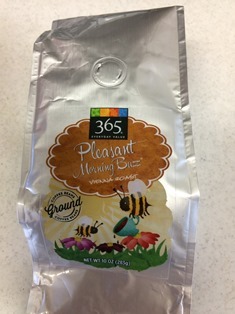 365
EVERYDAY VALUE
Pleasant
Morning Buzz
VIENNA ROAST
Ground
NET WT 10 OZ (283g)